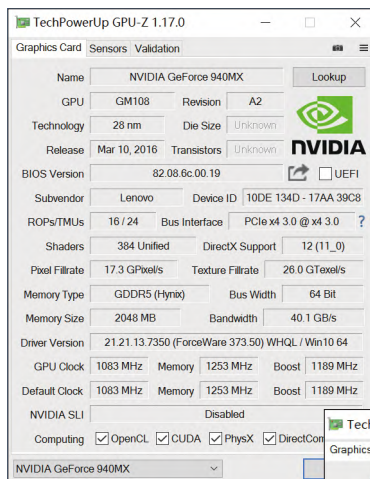 TechPowerUp GPU-Z 1.17.0
Graphics Card Sensors Validation
Name NVIDIA GeForce 940MX Lookup
GPU GM108 Revision A2
Technology 28 nm Die Size Unknown
Release Mar 10, 2016 Transistors Unknown NVIDIA
BIOS Version 82.08.6c.00.19 UEFI
Subvendor Lenovo Device ID 10DE 134D - 17AA 39C8
ROPs/TMUs 16 / 24 Bus Interface PCIe x4 3.0 @ x4 3.0 ?
Shaders 384 Unified DirectX Support 12 (11_0)
Pixel Fillrate 17.3 GPixel/s Texture Fillrate 26.0 GTexel/s
Memory Type GDDR5 (Hynix) Bus Width 64 Bit
Memory Size 2048 MB Bandwidth 40.1 GB/s
Driver Version 21.21.13.7350 (ForceWare 373.50) WHQL / Win10 64
GPU Clock 1083 MHz Memory 1253 MHz Boost 1189 MHz
Default Clock 1083 MHz Memory 1253 MHz Boost 1189 MHz
NVIDIA SLI Disabled
Computing OpenCL CUDA PhysX DirectCom
Tech
Graphics
NVIDIA GeForce 940MX